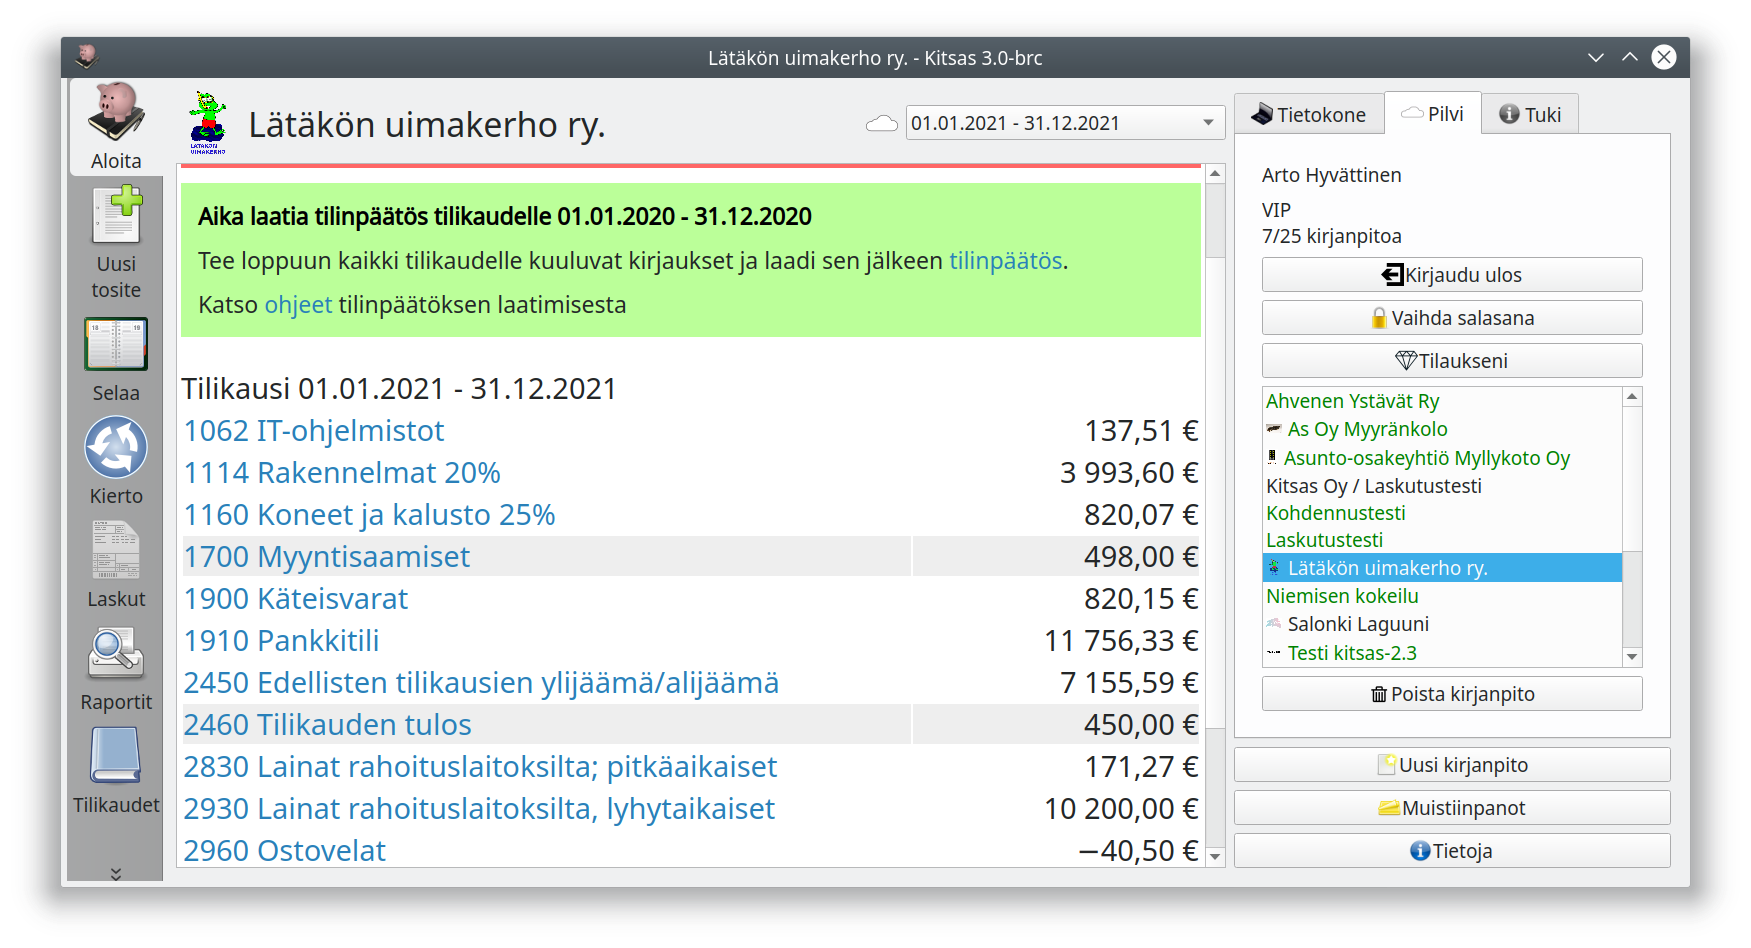 Lätäkön uimakerho ry. - Kitsas 3.0-brc
Aloita
Uusi
tosite
Selaa
Kierto
Laskut
Raportit
Tilikaudet
LÄTÄKÖN
UIMAKERHO
Lätäkön uimakerho ry.
01.01.2021 - 31.12.2021
Aika laatia tilinpäätös tilikaudelle 01.01.2020 - 31.12.2020
Tee loppuun kaikki tilikaudelle kuuluvat kirjaukset ja laadi sen jälkeen tilinpäätös.
Katso ohjeet tilinpäätöksen laatimisesta
Tilikausi 01.01.2021 - 31.12.2021
1062 IT-ohjelmistot 137,51 €
1114 Rakennelmat 20% 3 993,60 €
1160 Koneet ja kalusto 25% 820,07 €
1700 Myyntisaamiset 498,00 €
1900 Käteisvarat 820,15 €
1910 Pankkitili 11 756,33 €
2450 Edellisten tilikausien ylijäämä/alijäämä 7 155,59 €
2460 Tilikauden tulos 450,00 €
2830 Lainat rahoituslaitoksilta; pitkäaikaiset 171,27 €
2930 Lainat rahoituslaitoksilta, lyhytaikaiset 10 200,00 €
2960 Ostovelat −40,50 €
Tietokone Pilvi Tuki
Arto Hyvättinen
VIP
7/25 kirjanpitoa
Kirjaudu ulos
Vaihda salasana
Tilaukseni
Ahvenen Ystävät Ry
As Oy Myyränkolo
Asunto-osakeyhtiö Myllykoto Oy
Kitsas Oy / Laskutustesti
Kohdennustesti
Laskutustesti
Lätäkön uimakerho ry.
Niemisen kokeilu
Salonki Laguuni
Testi kitsas-2.3
Poista kirjanpito
Uusi kirjanpito
Muistiinpanot
Tietoja